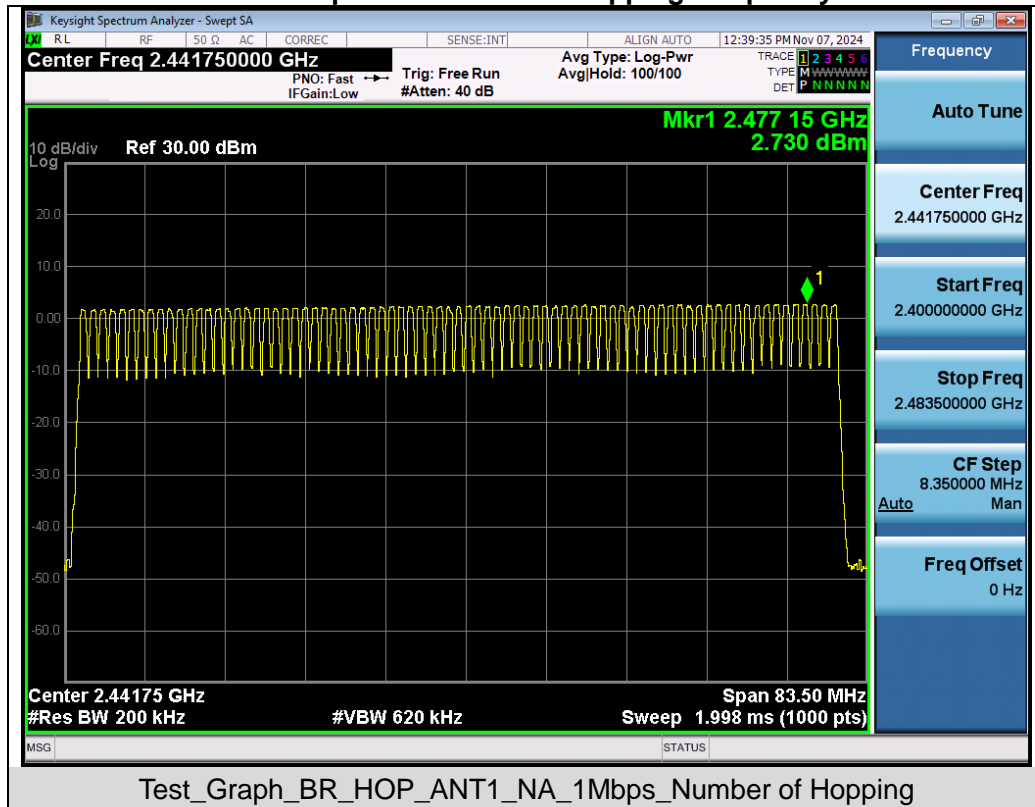 Keysight Spectrum Analyzer - Swept SA
RL RF 50 Ω AC CORREC SENSE:INT ALIGN AUTO 12:39:35 PM Nov 07, 2024
Center Freq 2.441750000 GHz
PNO: Fast
IFGain:Low
Trig: Free Run
#Atten: 40 dB
Avg Type: Log-Pwr
Avg|Hold: 100/100
TRACE 1 2 3 4 5 6
TYPE M WWWWW
DET P N N N N N
Mkr1 2.477 15 GHz
2.730 dBm
10 dB/div Ref 30.00 dBm
Log
20.0
10.0
0.00
-10.0
-20.0
-30.0
-40.0
-50.0
-60.0
1
Center 2.44175 GHz Span 83.50 MHz
#Res BW 200 kHz #VBW 620 kHz Sweep 1.998 ms (1000 pts)
MSG STATUS
Frequency
Auto Tune
Center Freq
2.441750000 GHz
Start Freq
2.400000000 GHz
Stop Freq
2.483500000 GHz
CF Step
8.350000 MHz
Auto Man
Freq Offset
0 Hz
Test_Graph_BR_HOP_ANT1_NA_1Mbps_Number of Hopping